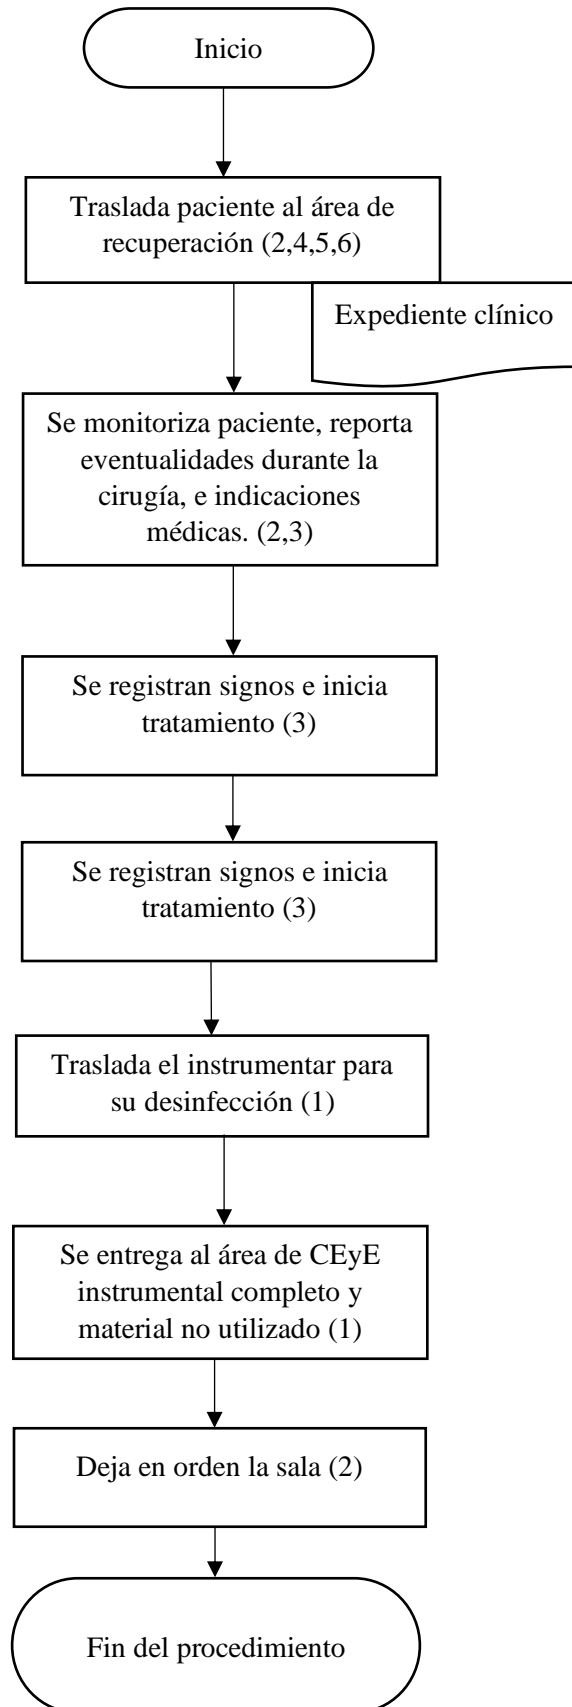 Inicio
Traslada paciente al área de
recuperación (2,4,5,6)
Expediente clínico
Se monitoriza paciente, reporta
eventualidades durante la
cirugía, e indicaciones
médicas. (2,3)
Se registran signos e inicia
tratamiento (3)
Se registran signos e inicia
tratamiento (3)
Traslada el instrumentar para
su desinfección (1)
Se entrega al área de CEyE
instrumental completo y
material no utilizado (1)
Deja en orden la sala (2)
Fin del procedimiento